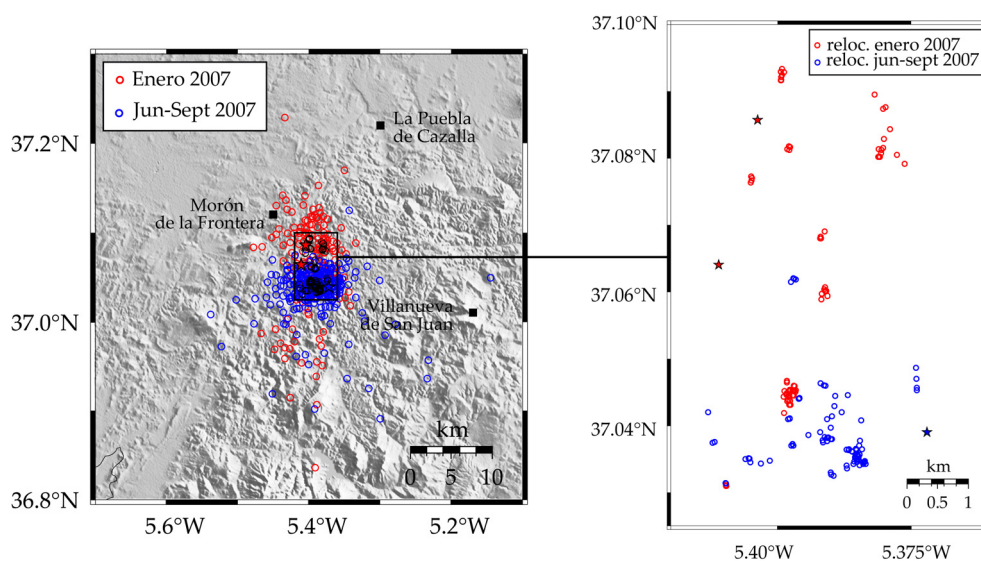 Enero 2007
Jun-Sept 2007
37.2°N
37.0°N
36.8°N
La Puebla
de Cazalla
Morón
de la Frontera
Villanueva
de San Juan
km
0 5 10
5.6°W 5.4°W 5.2°W
37.10°N
37.08°N
37.06°N
37.04°N
reloc. enero 2007
reloc. jun-sept 2007
km
0 0.5 1
5.40°W 5.375°W